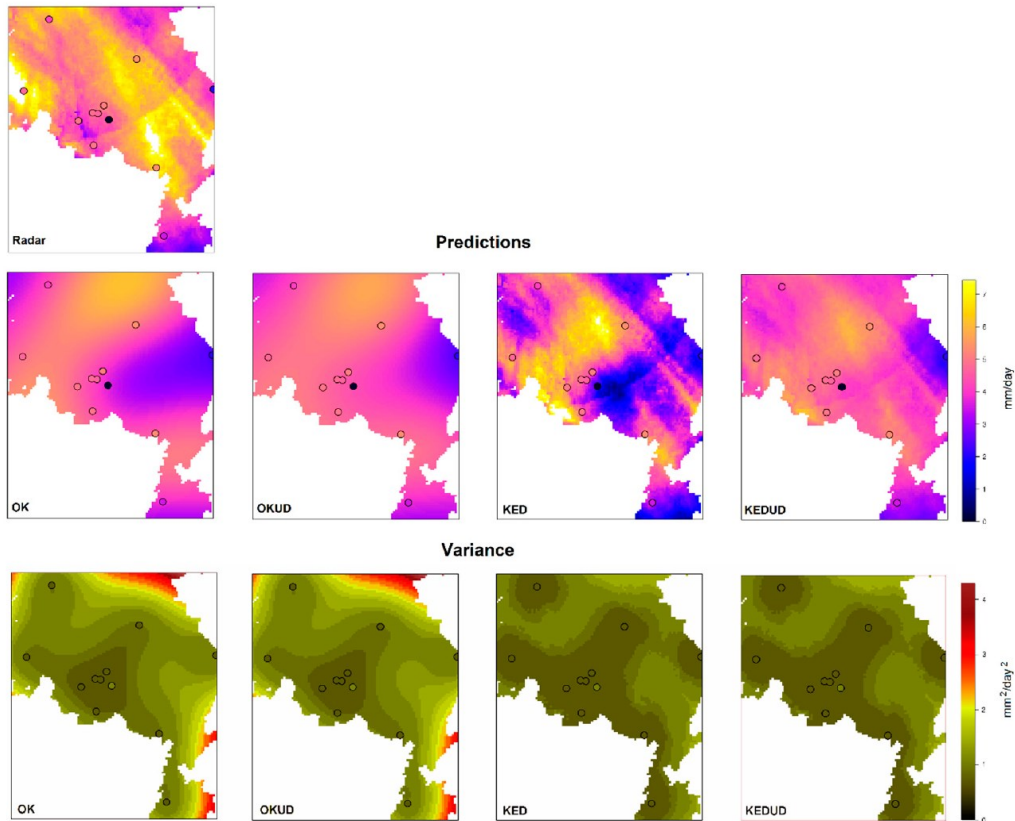 Radar
Predictions
OK
OKUD
KED
KEDUD
7
6
5
4
3
2
1
0
mm/day
Variance
OK
OKUD
KED
KEDUD
4
3
2
1
0
mm²/day²